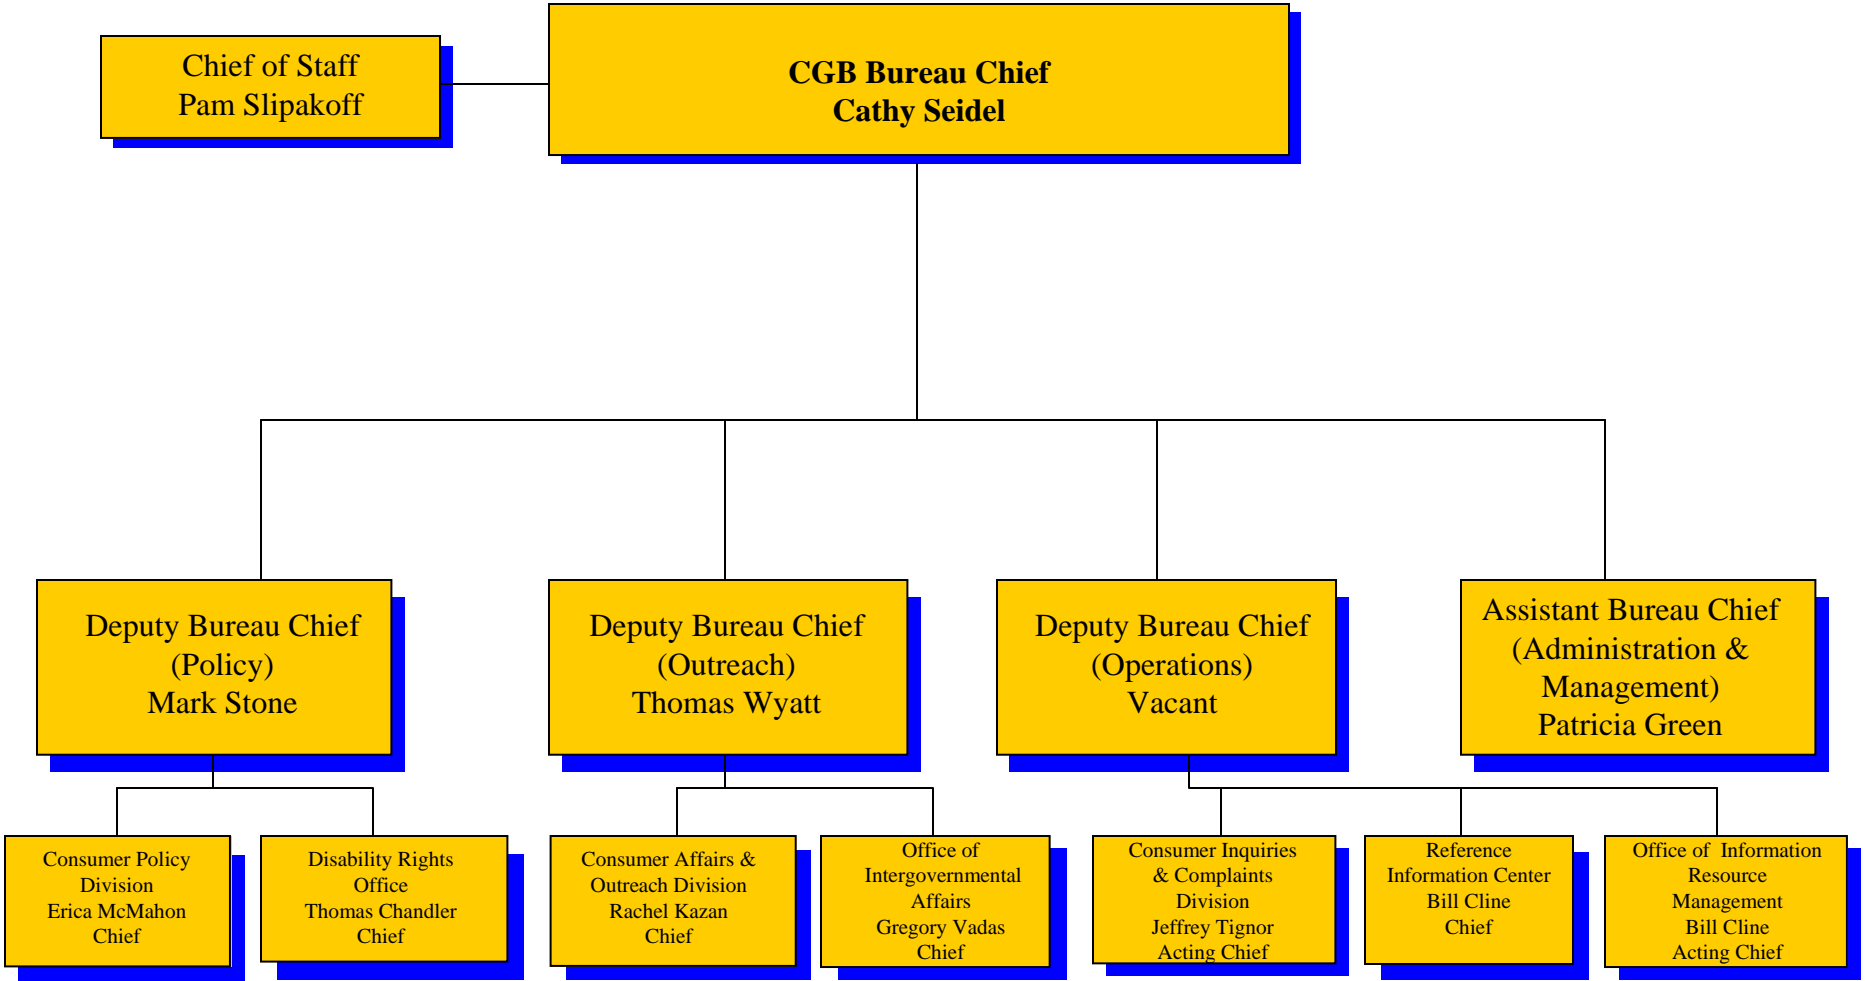 Chief of Staff
Pam Slipakoff
CGB Bureau Chief
Cathy Seidel
Deputy Bureau Chief
(Policy)
Mark Stone
Deputy Bureau Chief
(Outreach)
Thomas Wyatt
Deputy Bureau Chief
(Operations)
Vacant
Assistant Bureau Chief
(Administration &
Management)
Patricia Green
Consumer Policy
Division
Erica McMahon
Chief
Disability Rights
Office
Thomas Chandler
Chief
Consumer Affairs &
Outreach Division
Rachel Kazan
Chief
Office of
Intergovernmental
Affairs
Gregory Vadas
Chief
Consumer Inquiries
& Complaints
Division
Jeffrey Tignor
Acting Chief
Reference
Information Center
Bill Cline
Chief
Office of Information
Resource
Management
Bill Cline
Acting Chief